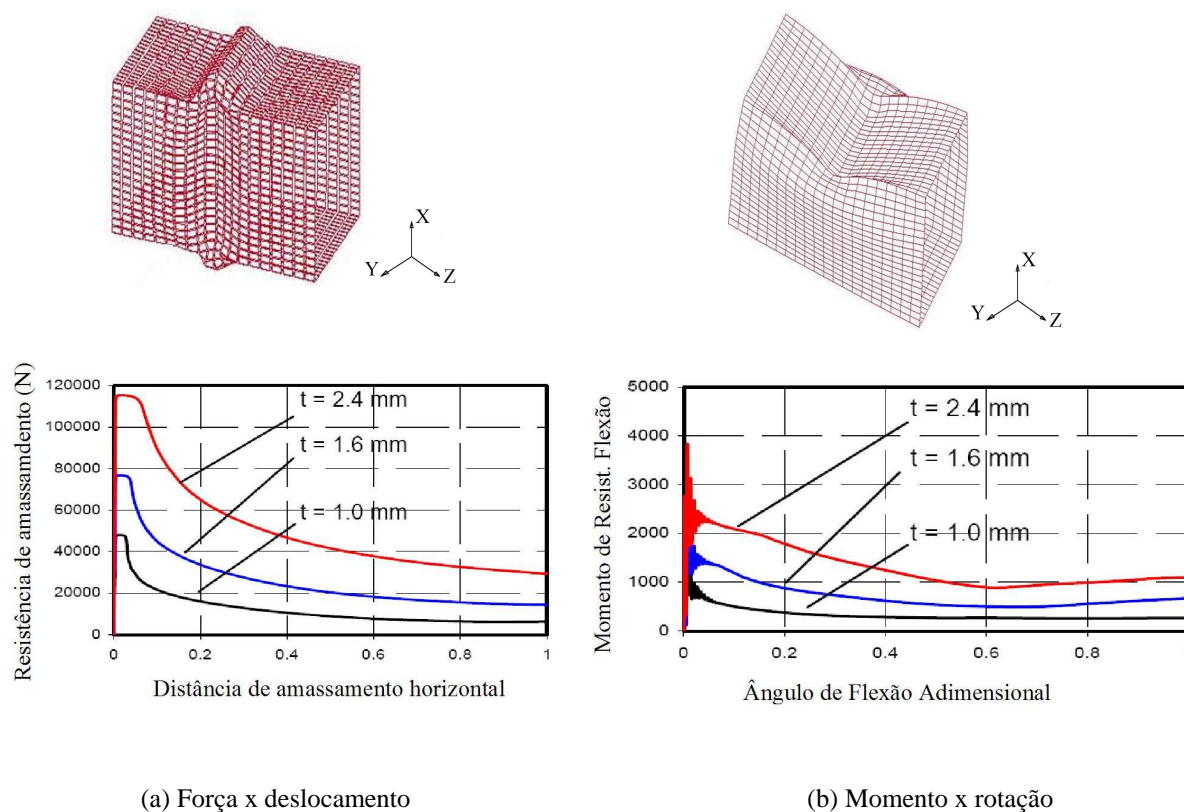 X
Y
Z
X
Y
Z
Resistência de amassamdento (N)
120000
100000
80000
60000
40000
20000
0
t = 2.4 mm
t = 1.6 mm
t = 1.0 mm
0
0.2
0.4
0.6
0.8
1
Distância de amassamento horizontal
Momento de Resist. Flexão
5000
4000
3000
2000
1000
0
t = 2.4 mm
t = 1.6 mm
t = 1.0 mm
0
0.2
0.4
0.6
0.8
1
Ângulo de Flexão Adimensional
(a) Força x deslocamento
(b) Momento x rotação